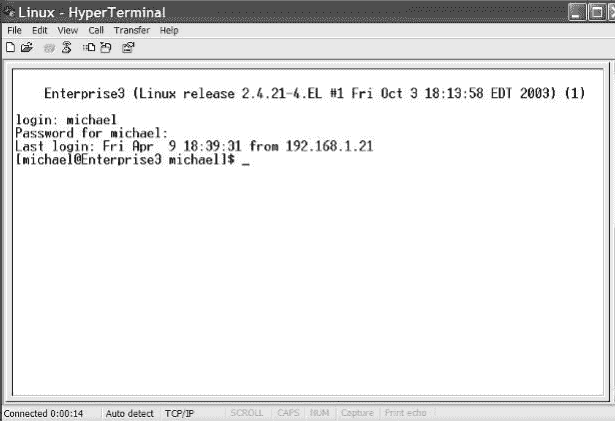 Linux - HyperTerminal
File Edit View Call Transfer Help
Enterprise3 (Linux release 2.4.21-4.EL #1 Fri Oct 3 18:13:58 EDT 2003) (1)
login: michael
Password for michael:
Last login: Fri Apr  9 18:39:31 from 192.168.1.21
[michael@Enterprise3 michael]$ _
Connected 0:00:14 Auto detect TCP/IP SCROLL CAPS NUM Capture Print echo